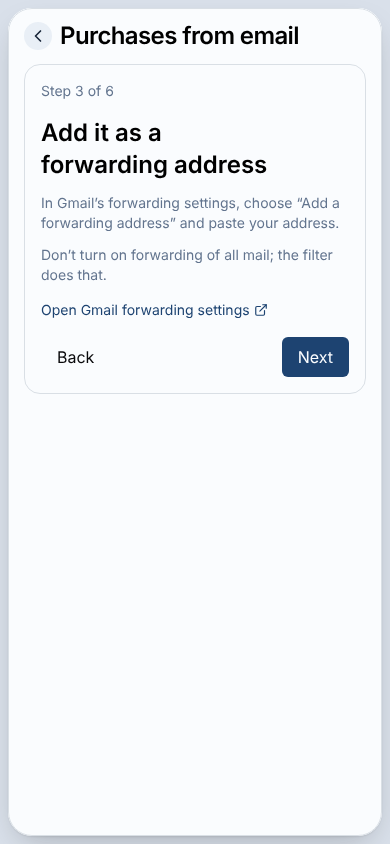 Purchases from email
Step 3 of 6
Add it as a
forwarding address
In Gmail’s forwarding settings, choose “Add a
forwarding address” and paste your address.
Don’t turn on forwarding of all mail; the filter
does that.
Open Gmail forwarding settings
Back
Next